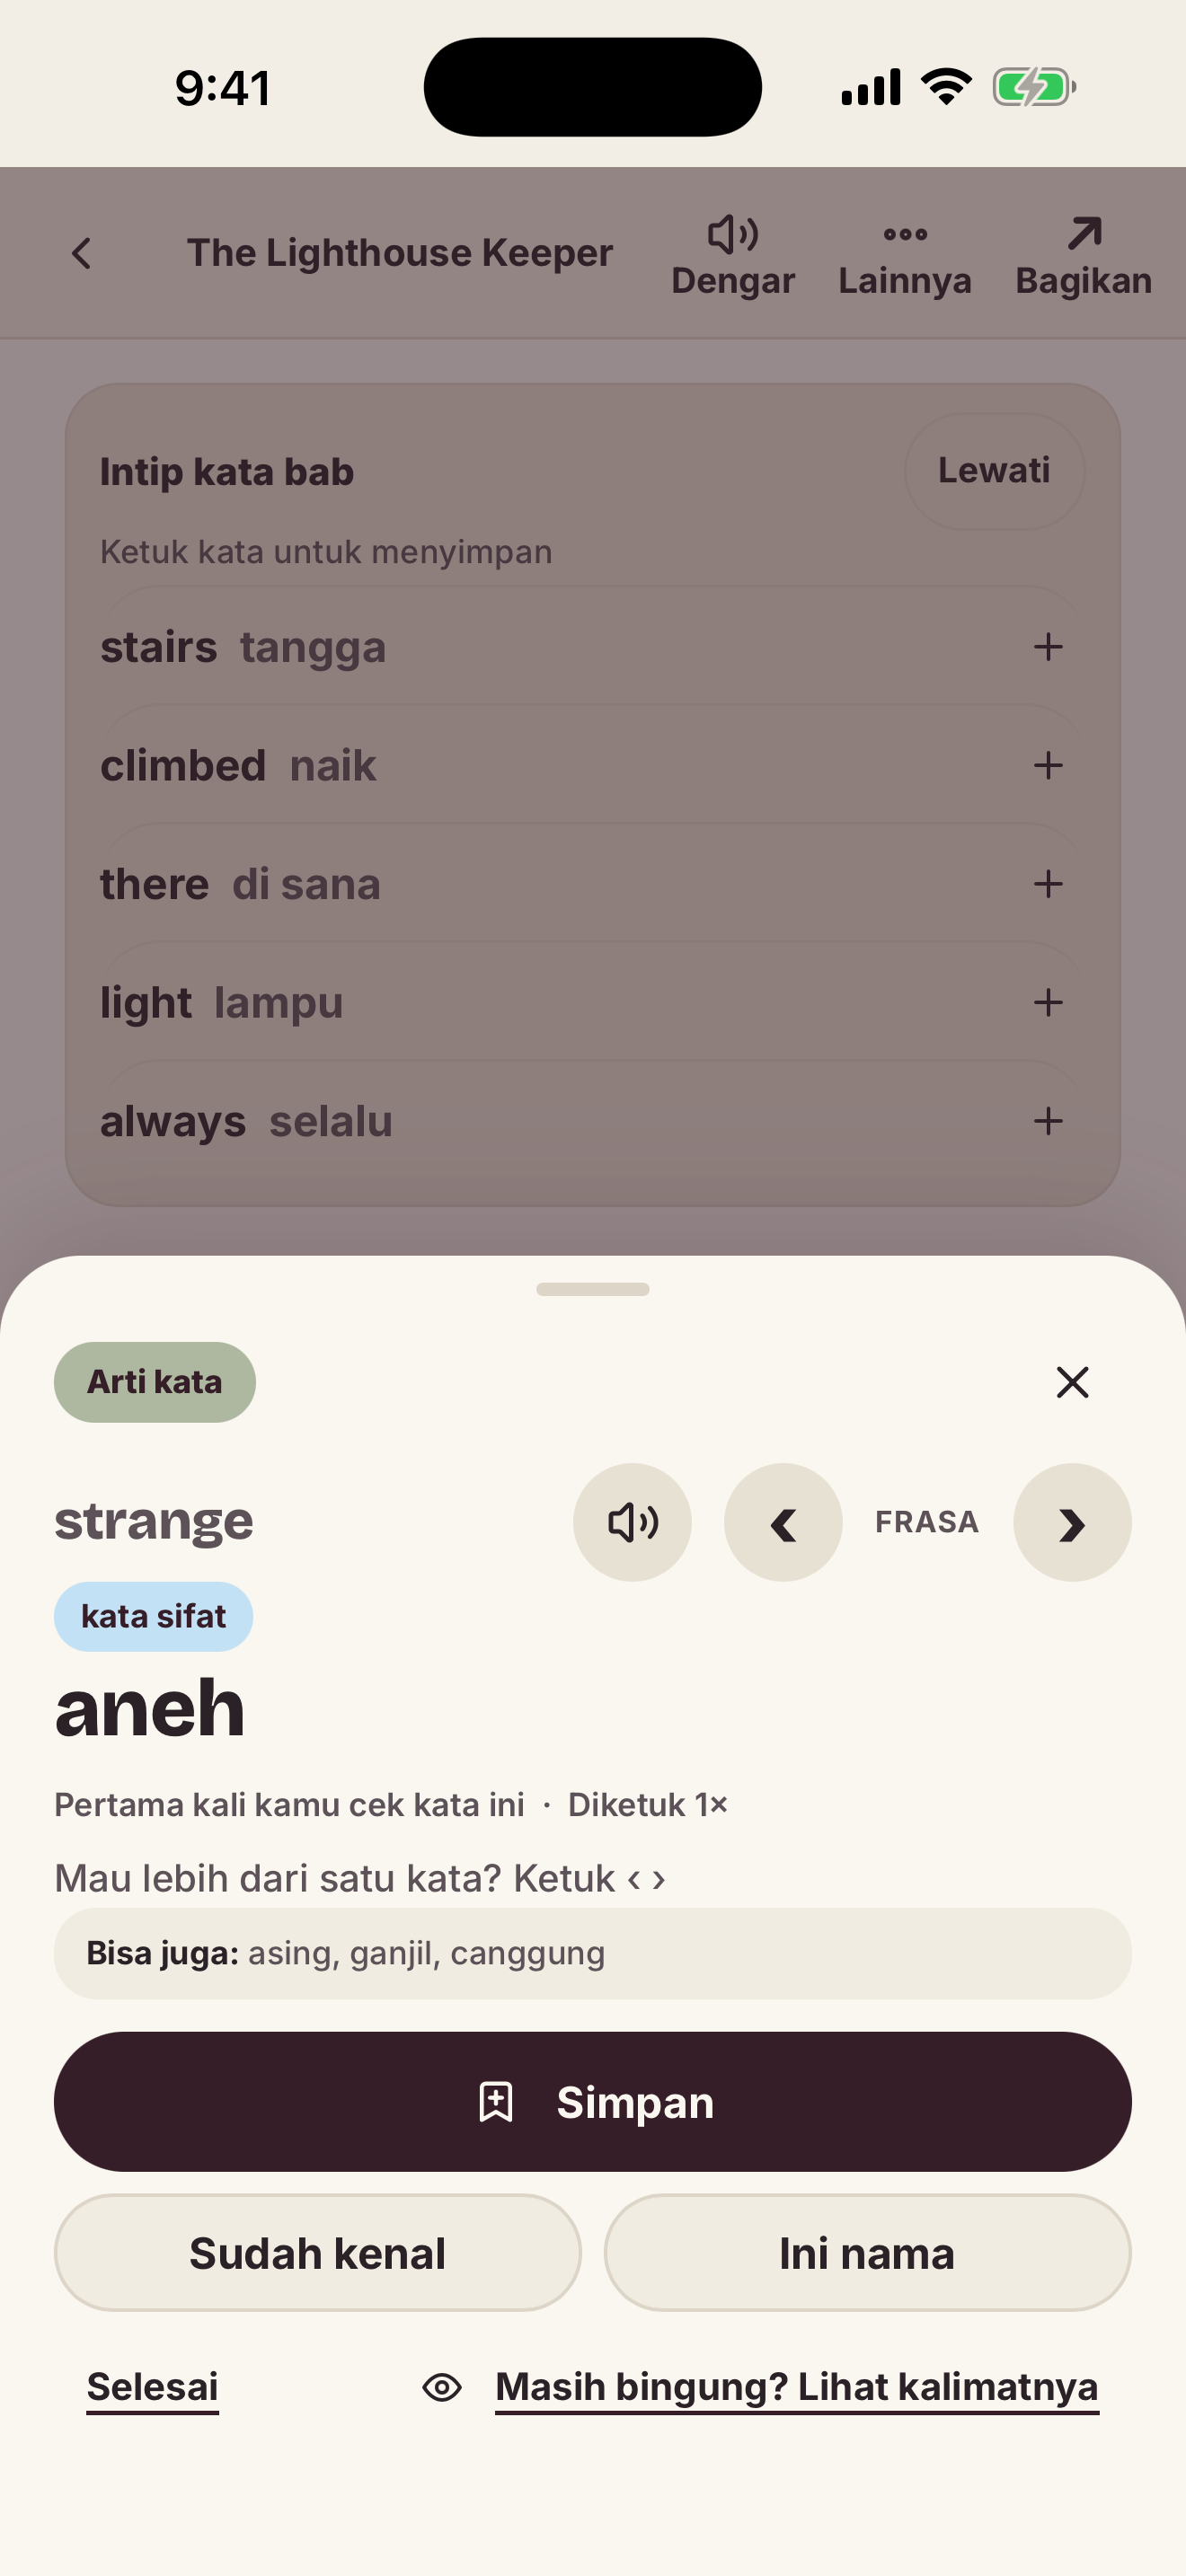 9:41
The Lighthouse Keeper
Dengar
Lainnya
Bagikan
Intip kata bab
Lewati
Ketuk kata untuk menyimpan
stairs tangga
climbed naik
there di sana
light lampu
always selalu
Arti kata
strange
FRASA
kata sifat
aneh
Pertama kali kamu cek kata ini · Diketuk 1×
Mau lebih dari satu kata? Ketuk ‹ ›
Bisa juga: asing, ganjil, canggung
Simpan
Sudah kenal
Ini nama
Selesai
Masih bingung? Lihat kalimatnya